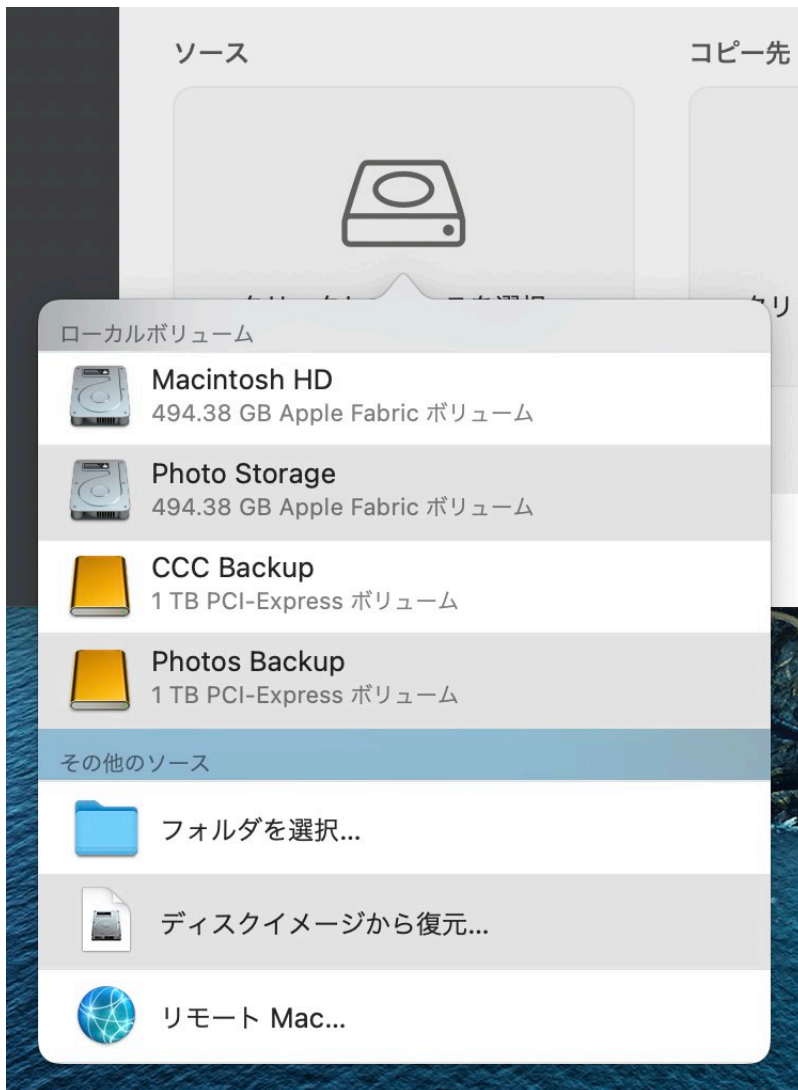 ソース
コピー先
ローカルボリューム
Macintosh HD
494.38 GB Apple Fabric ボリューム
Photo Storage
494.38 GB Apple Fabric ボリューム
CCC Backup
1 TB PCI-Express ボリューム
Photos Backup
1 TB PCI-Express ボリューム
その他のソース
フォルダを選択...
ディスクイメージから復元...
リモート Mac...